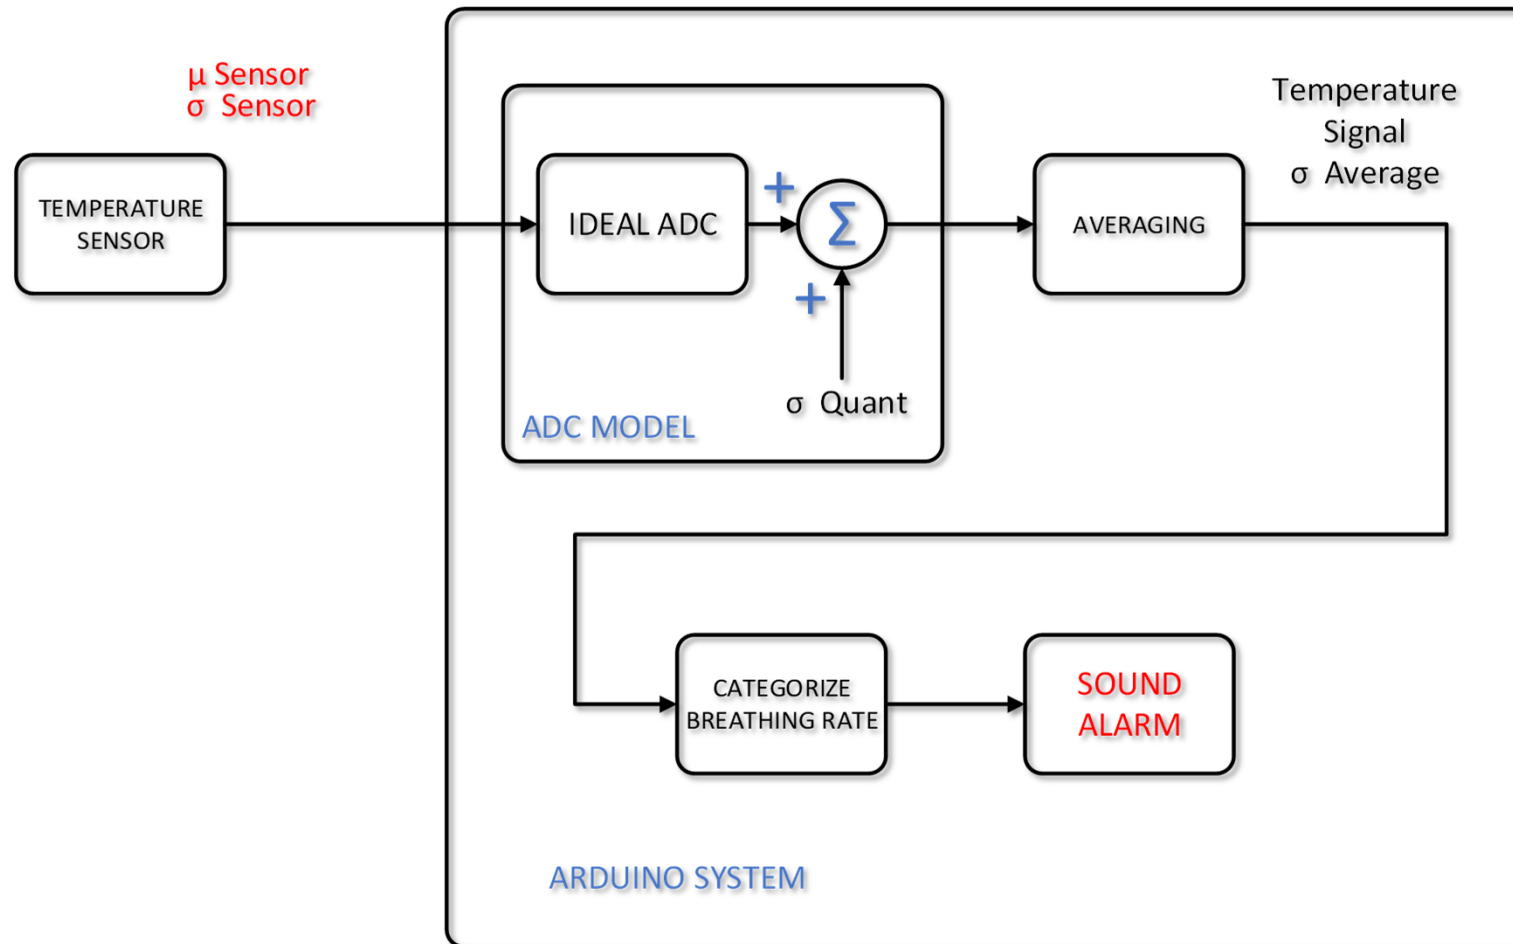 μ Sensor
σ Sensor
TEMPERATURE
SENSOR
IDEAL ADC
+
Σ
+
σ Quant
ADC MODEL
AVERAGING
Temperature
Signal
σ Average
CATEGORIZE
BREATHING RATE
SOUND
ALARM
ARDUINO SYSTEM